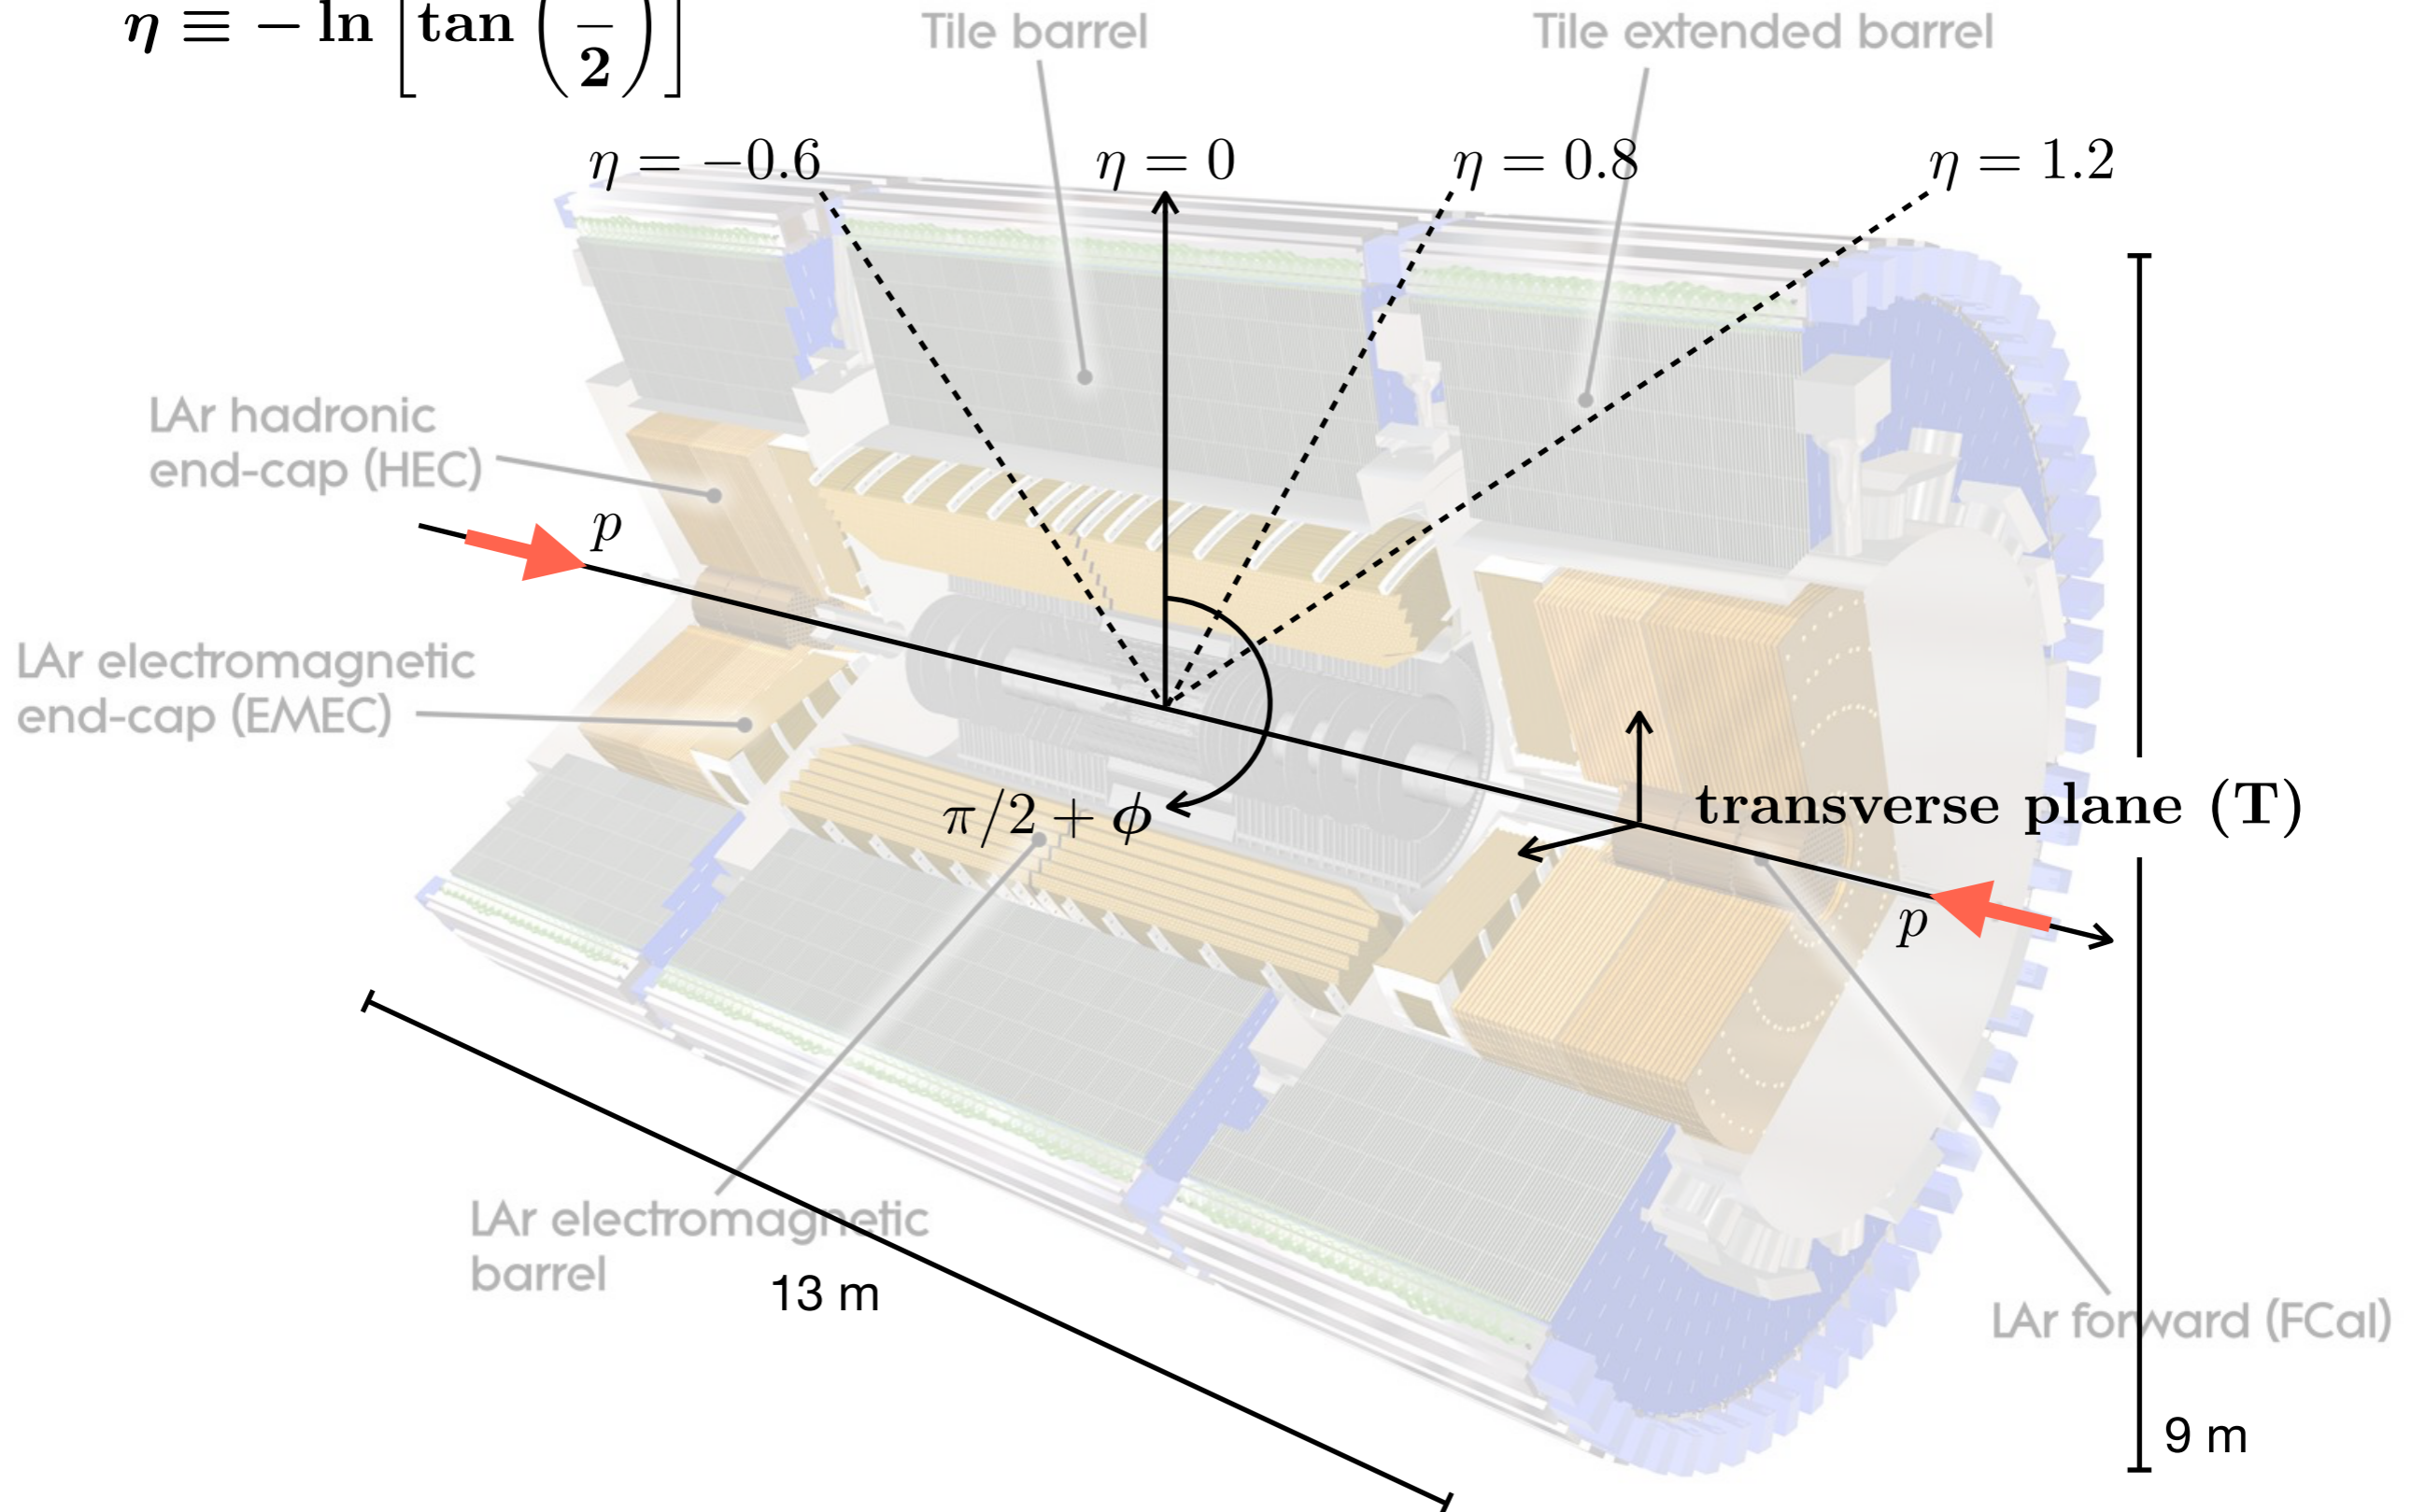 η ≡ − ln [tan (— / 2)]
Tile barrel
Tile extended barrel
η = −0.6
η = 0
η = 0.8
η = 1.2
LAr hadronic
end-cap (HEC)
p
LAr electromagnetic
end-cap (EMEC)
π/2 + ϕ
transverse plane (T)
p
LAr electromagnetic
barrel
13 m
LAr forward (FCal)
9 m